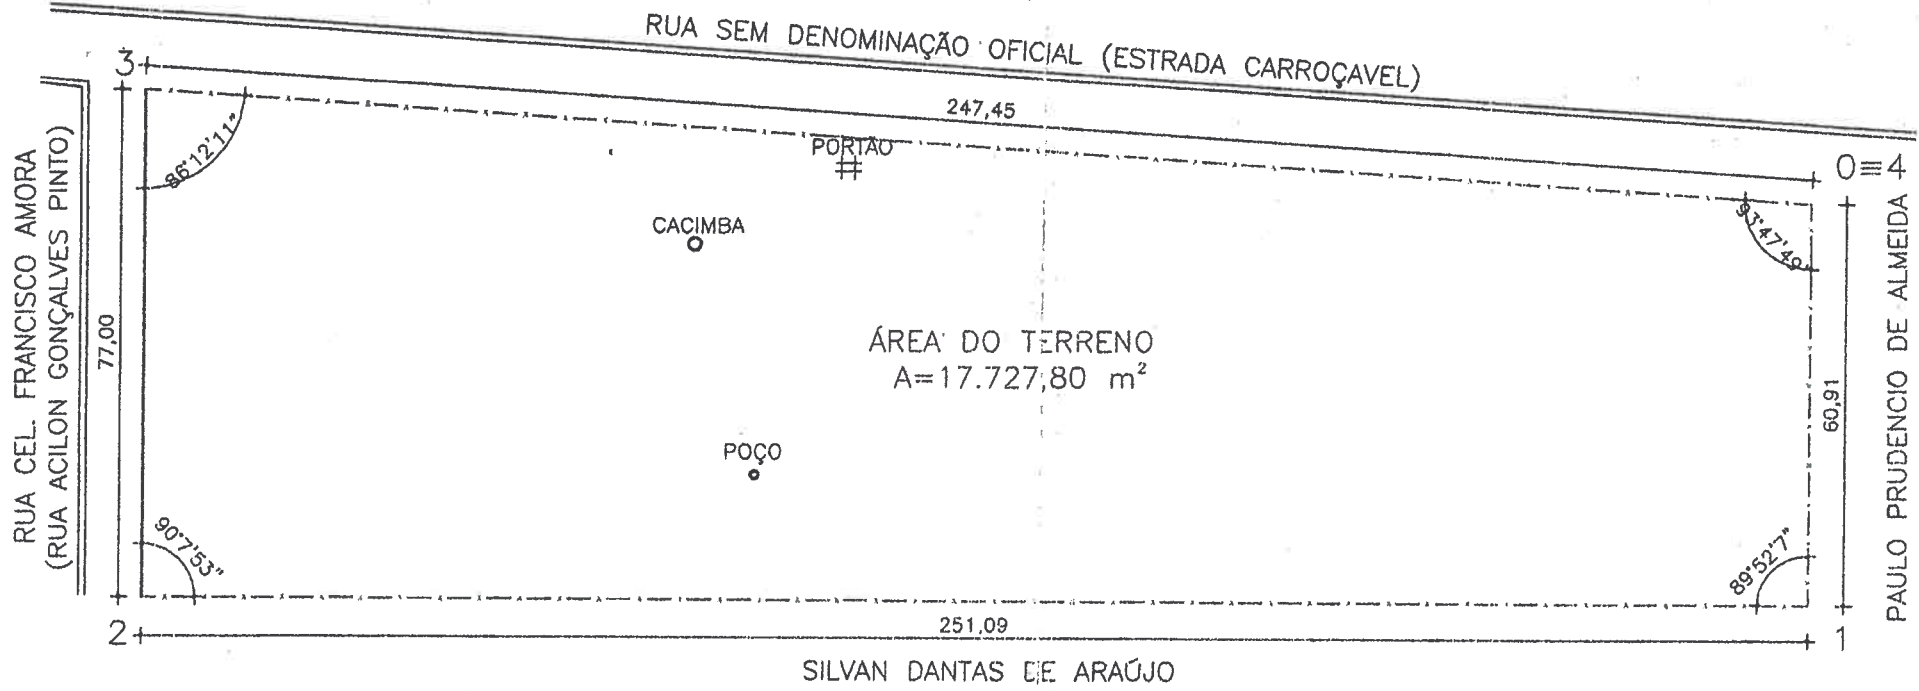 RUA SEM DENOMINAÇÃO OFICIAL (ESTRADA CARROÇAVEL)
3
247,45
0≡4
86°12'11"
PORTÃO
93°47'49"
CACIMBA
RUA CEL. FRANCISCO AMORA
(RUA ACILON GONÇALVES PINTO)
77,00
ÁREA DO TERRENO
A=17.727,80 m²
60,91
PAULO PRUDENCIO DE ALMEIDA
POÇO
90°7'53"
89°52'7"
2
251,09
1
SILVAN DANTAS DE ARAÚJO